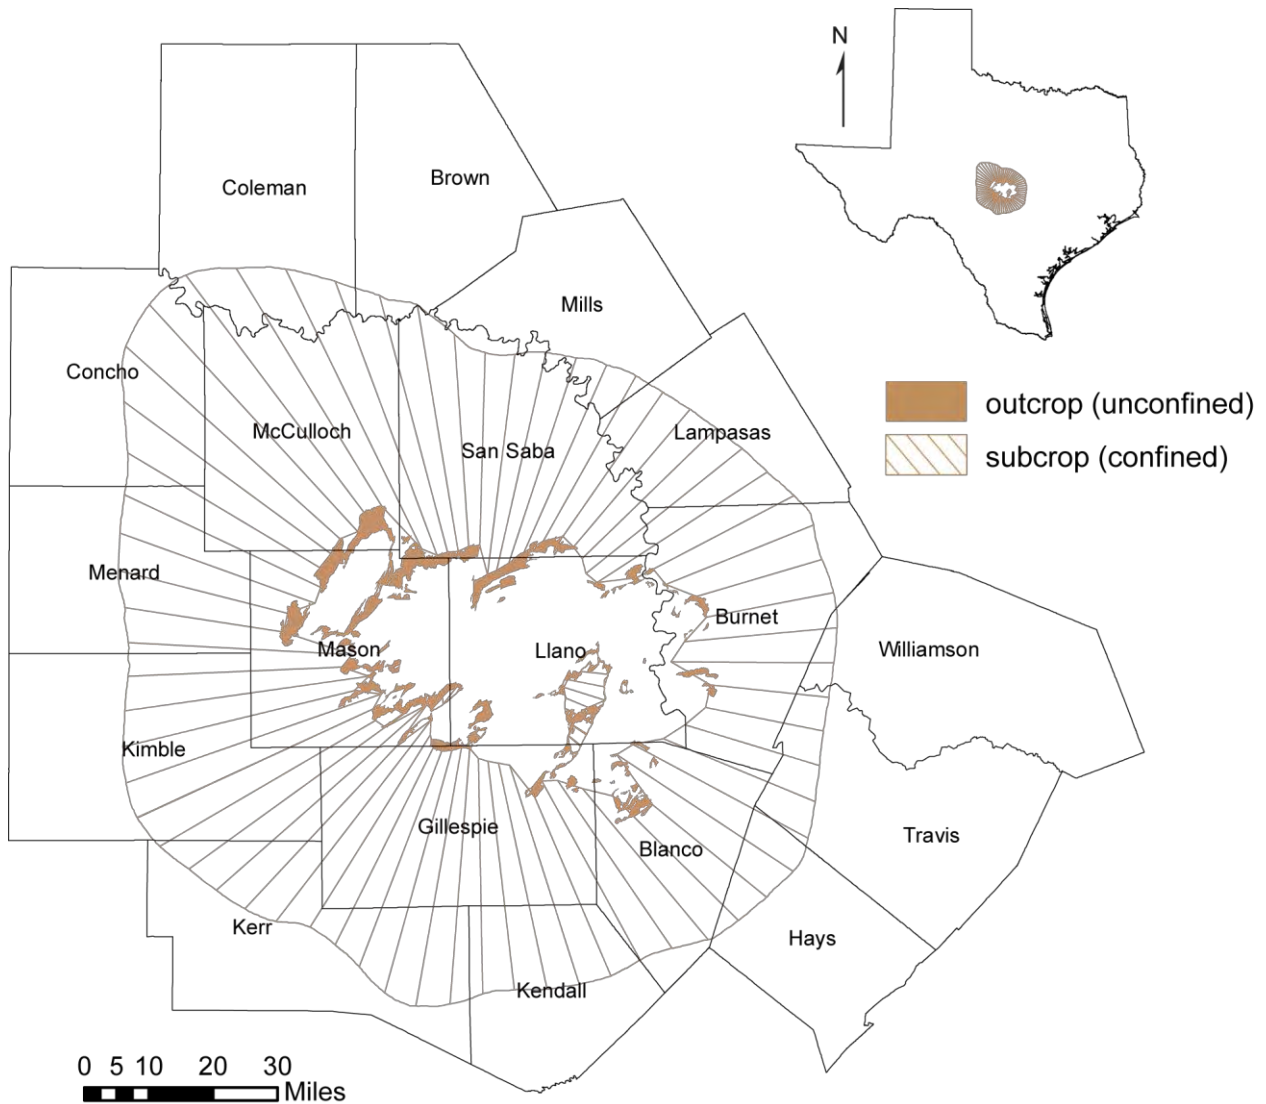 N
Coleman
Brown
Mills
Concho
McCulloch
San Saba
Lampasas
outcrop (unconfined)
subcrop (confined)
Menard
Mason
Llano
Burnet
Williamson
Kimble
Gillespie
Blanco
Travis
Kerr
Hays
Kendall
0 5 10 20 30
Miles